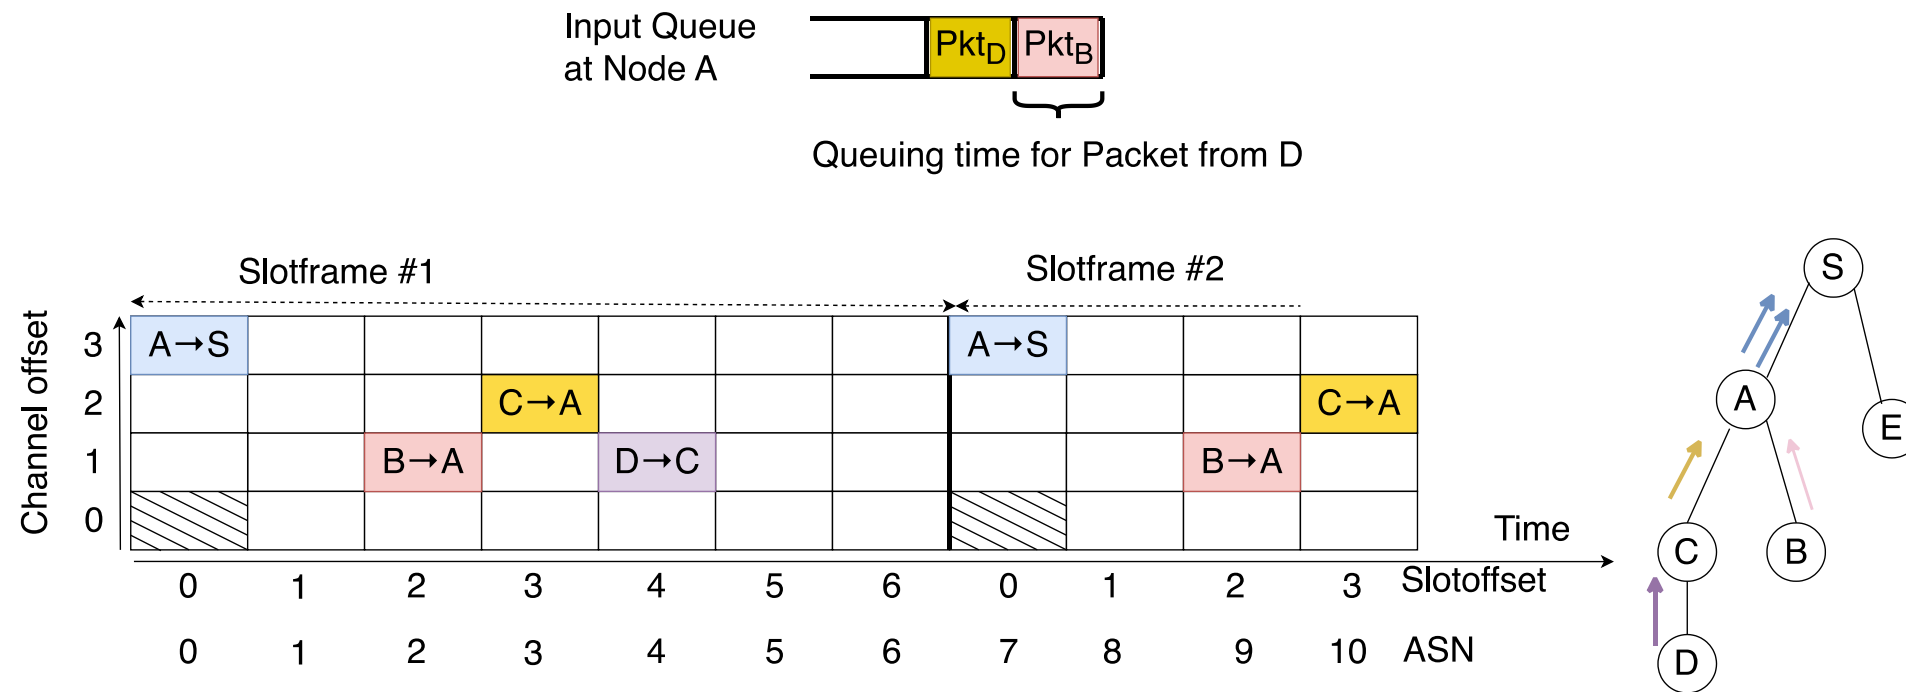 Input Queue
at Node A
Pkt_D Pkt_B
Queuing time for Packet from D
Slotframe #1 Slotframe #2
Channel offset
3 A→S A→S
2 C→A C→A
1 B→A D→C B→A
0
Time
0 1 2 3 4 5 6 0 1 2 3 Slotoffset
0 1 2 3 4 5 6 7 8 9 10 ASN
S
A
E
C B
D